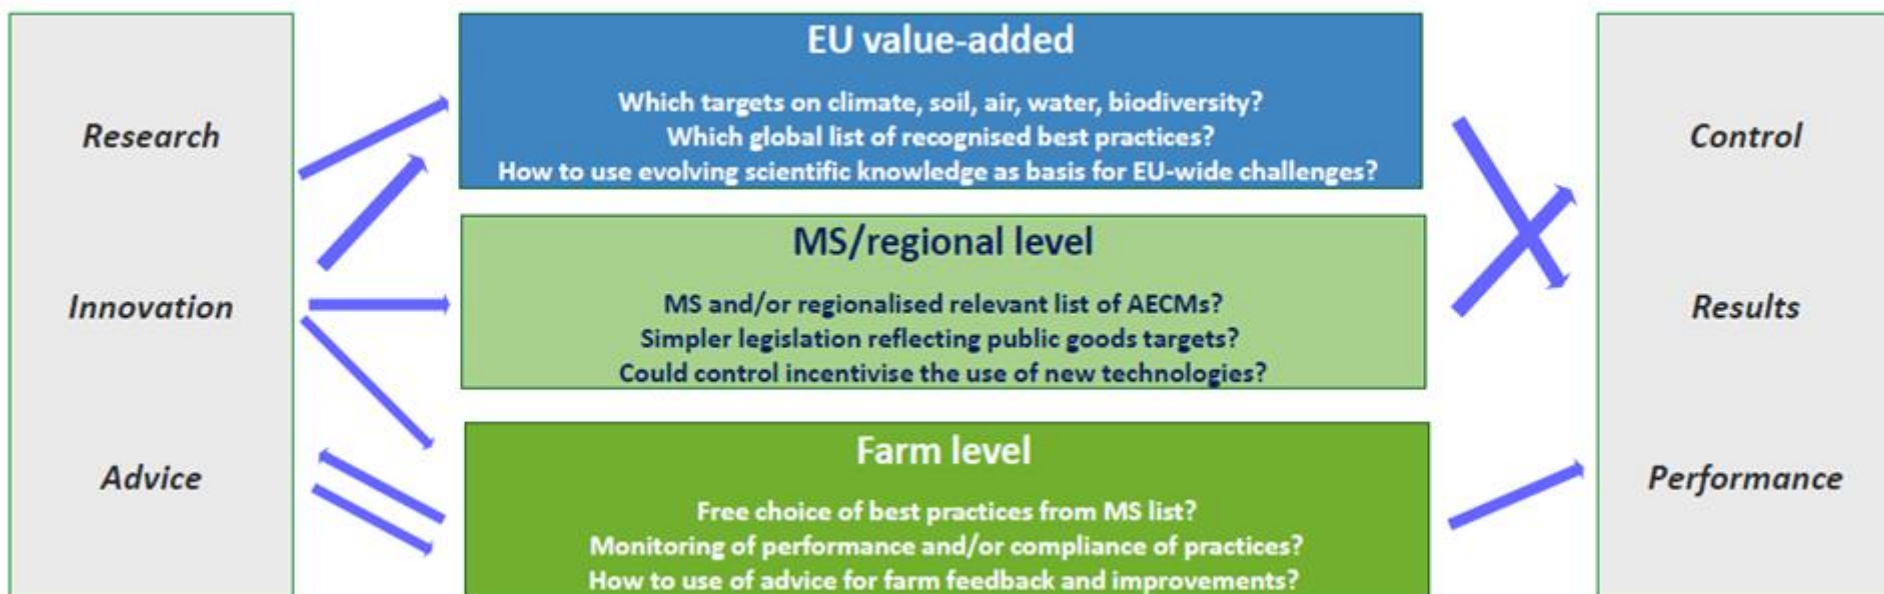 Research
Innovation
Advice
EU value-added
Which targets on climate, soil, air, water, biodiversity?
Which global list of recognised best practices?
How to use evolving scientific knowledge as basis for EU-wide challenges?
MS/regional level
MS and/or regionalised relevant list of AECMs?
Simpler legislation reflecting public goods targets?
Could control incentivise the use of new technologies?
Farm level
Free choice of best practices from MS list?
Monitoring of performance and/or compliance of practices?
How to use of advice for farm feedback and improvements?
Control
Results
Performance